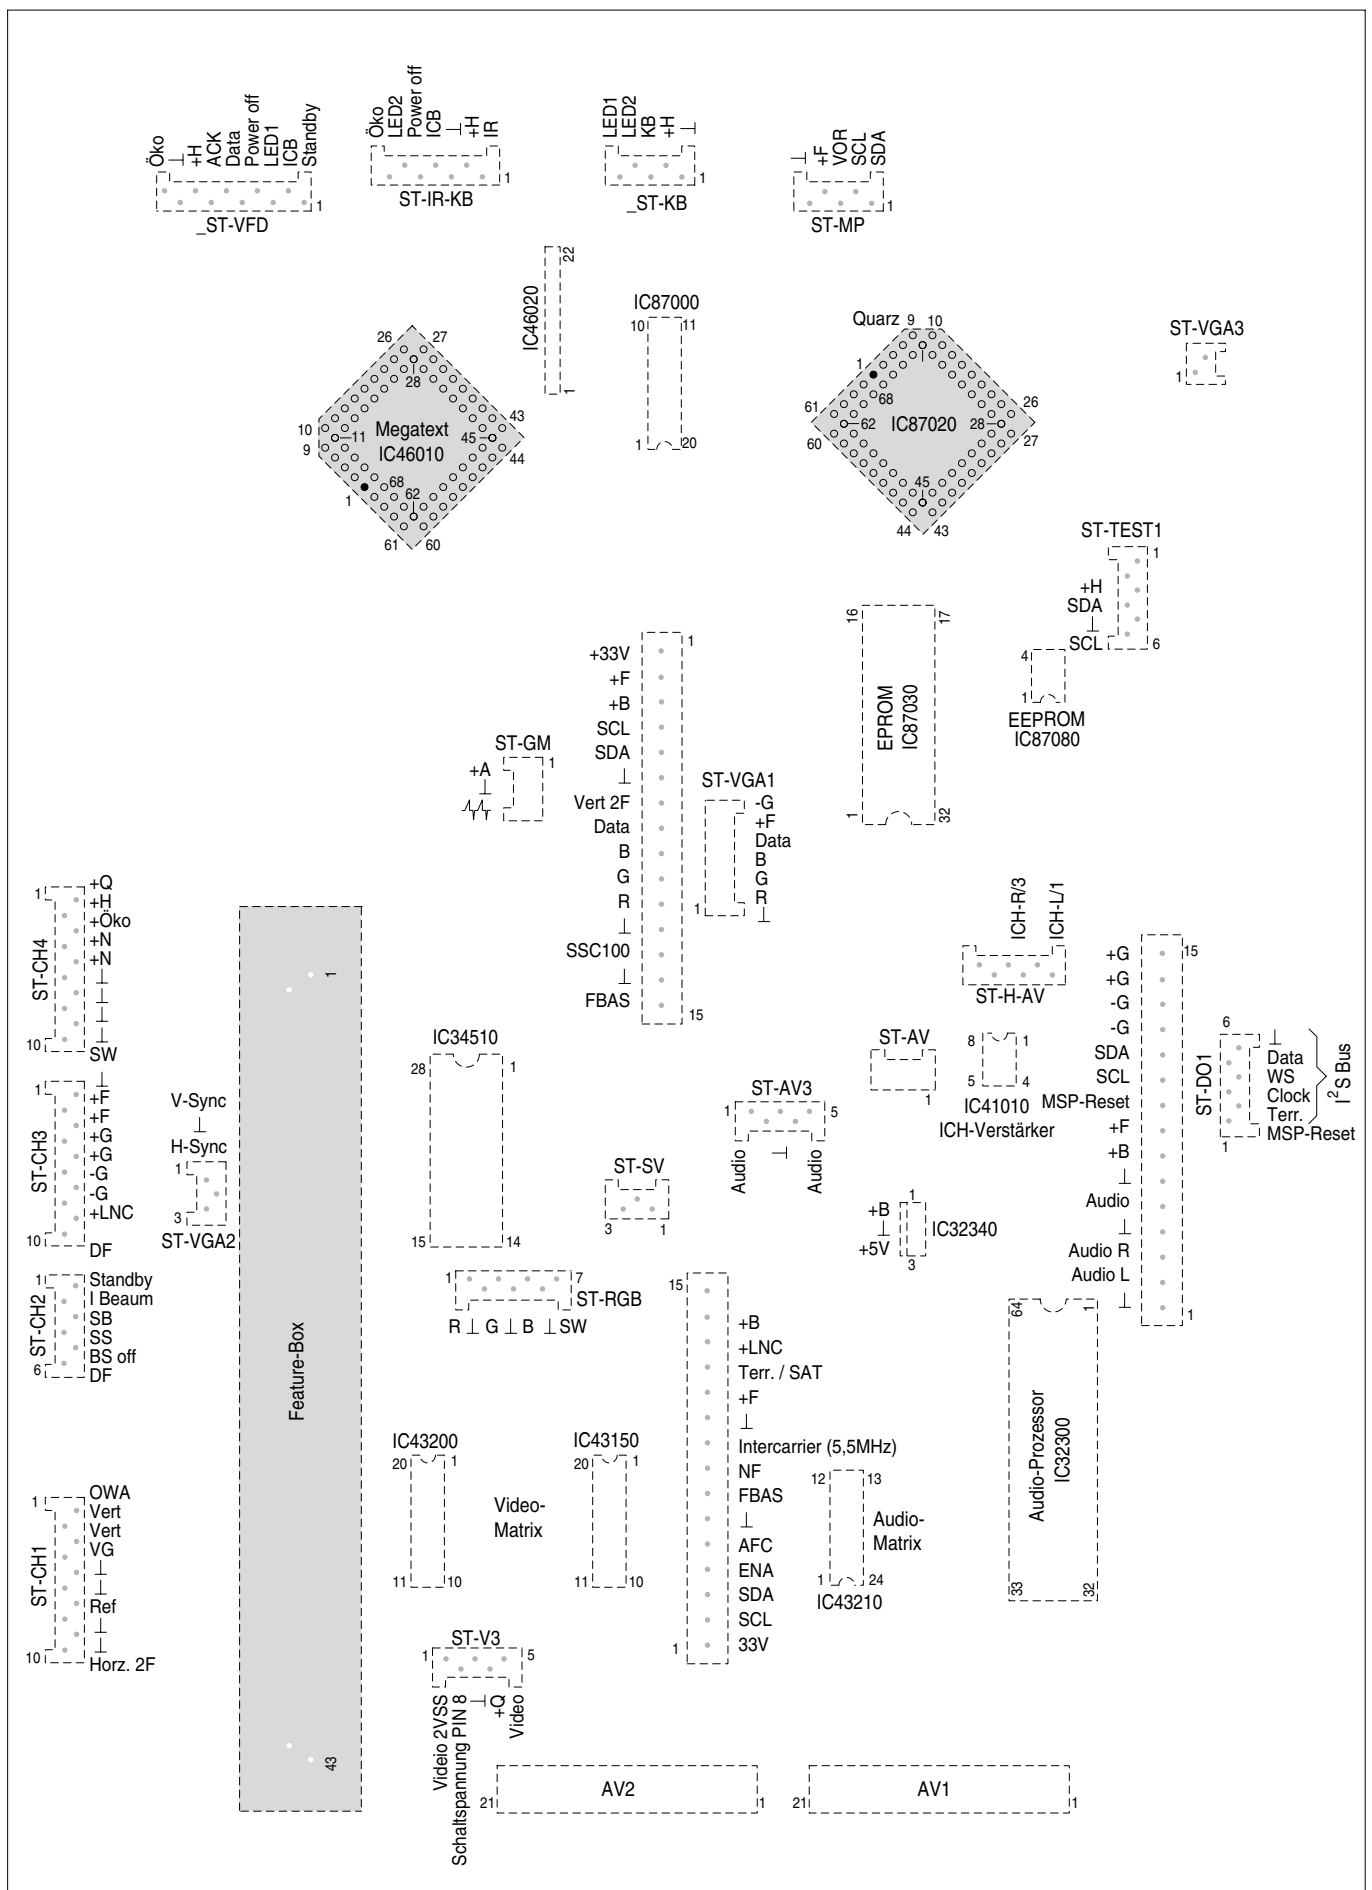 Öko
⊥
+H
ACK
Data
Power off
LED1
ICB
Standby
1
_ST-VFD
Öko
LED2
Power off
ICB
⊥
+H
IR
1
ST-IR-KB
LED1
LED2
KB
+H
⊥
1
_ST-KB
⊥
+F
VOR
SCL
SDA
1
ST-MP
IC46020
22
1
IC87000
10
11
1
20
26
27
28
10
11
9
Megatext
IC46010
45
43
44
68
62
1
61
60
Quarz
9
10
1
68
61
62
60
IC87020
28
26
27
45
44
43
ST-VGA3
1
ST-TEST1
1
+H
SDA
⊥
SCL
6
4
1
EEPROM
IC87080
16
17
EPROM
IC87030
1
32
1
+33V
+F
+B
SCL
SDA
⊥
Vert 2F
Data
B
G
R
⊥
SSC100
⊥
FBAS
15
ST-GM
1
+A
⊥
ST-VGA1
-G
+F
Data
B
G
R
⊥
1
ST-CH4
1
+Q
+H
+Öko
+N
+N
⊥
⊥
⊥
⊥
SW
10
ST-CH3
1
⊥
+F
+F
+G
+G
-G
-G
+LNC
DF
10
V-Sync
⊥
H-Sync
1
3
ST-VGA2
ST-CH2
1
Standby
I Beaum
SB
SS
BS off
DF
6
ST-CH1
1
OWA
Vert
Vert
VG
⊥
⊥
Ref
⊥
⊥
Horz. 2F
10
1
Feature-Box
43
IC34510
28
1
15
14
ICH-R/3
ICH-L/1
ST-H-AV
ST-AV
1
8
1
5
4
IC41010
ICH-Verstärker
ST-AV3
1
5
Audio
⊥
Audio
ST-SV
3
1
15
+G
+G
-G
-G
SDA
SCL
MSP-Reset
+F
+B
⊥
Audio
⊥
Audio R
Audio L
⊥
1
6
ST-DO1
⊥
Data
WS
Clock
Terr.
MSP-Reset
1
I2S Bus
1
+B
⊥
+5V
3
IC32340
1
7
ST-RGB
R ⊥ G ⊥ B ⊥ SW
15
+B
+LNC
Terr. / SAT
+F
⊥
Intercarrier (5,5MHz)
NF
FBAS
⊥
AFC
ENA
SDA
SCL
33V
1
64
1
Audio-Prozessor
IC32300
33
32
IC43200
20
1
11
10
Video-
Matrix
IC43150
20
1
11
10
12
13
Audio-
Matrix
1
24
IC43210
ST-V3
1
5
Videio 2VSS
Schaltspannung PIN 8
⊥
+Q
Video
21
AV2
1
21
AV1
1